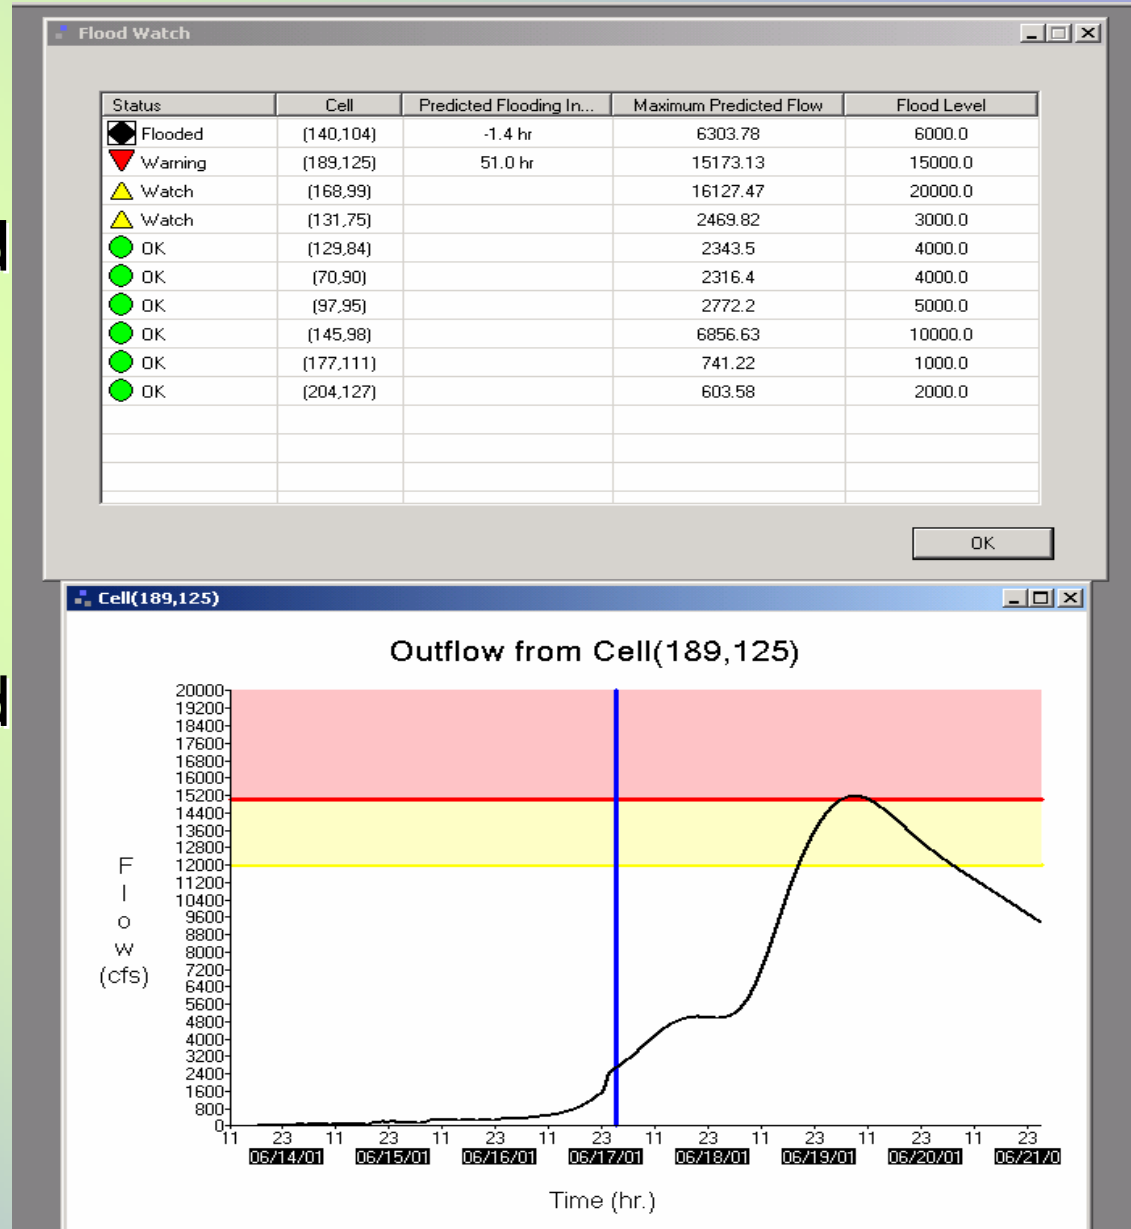 Flood Watch
Status Cell Predicted Flooding In... Maximum Predicted Flow Flood Level
Flooded (140,104) -1.4 hr 6303.78 6000.0
Warning (189,125) 51.0 hr 15173.13 15000.0
Watch (168,99) 16127.47 20000.0
Watch (131,75) 2469.82 3000.0
OK (129,84) 2343.5 4000.0
OK (70,90) 2316.4 4000.0
OK (97,95) 2772.2 5000.0
OK (145,98) 6856.63 10000.0
OK (177,111) 741.22 1000.0
OK (204,127) 603.58 2000.0
OK
Cell(189,125)
Outflow from Cell(189,125)
20000
19200
18400
17600
16800
16000
15200
14400
13600
12800
12000
11200
10400
9600
8800
8000
7200
6400
5600
4800
4000
3200
2400
1600
800
0
Flow
(cfs)
11 23 11 23 11 23 11 23 11 23 11 23 11 23 11 23
06/14/01 06/15/01 06/16/01 06/17/01 06/18/01 06/19/01 06/20/01 06/21/0
Time (hr.)